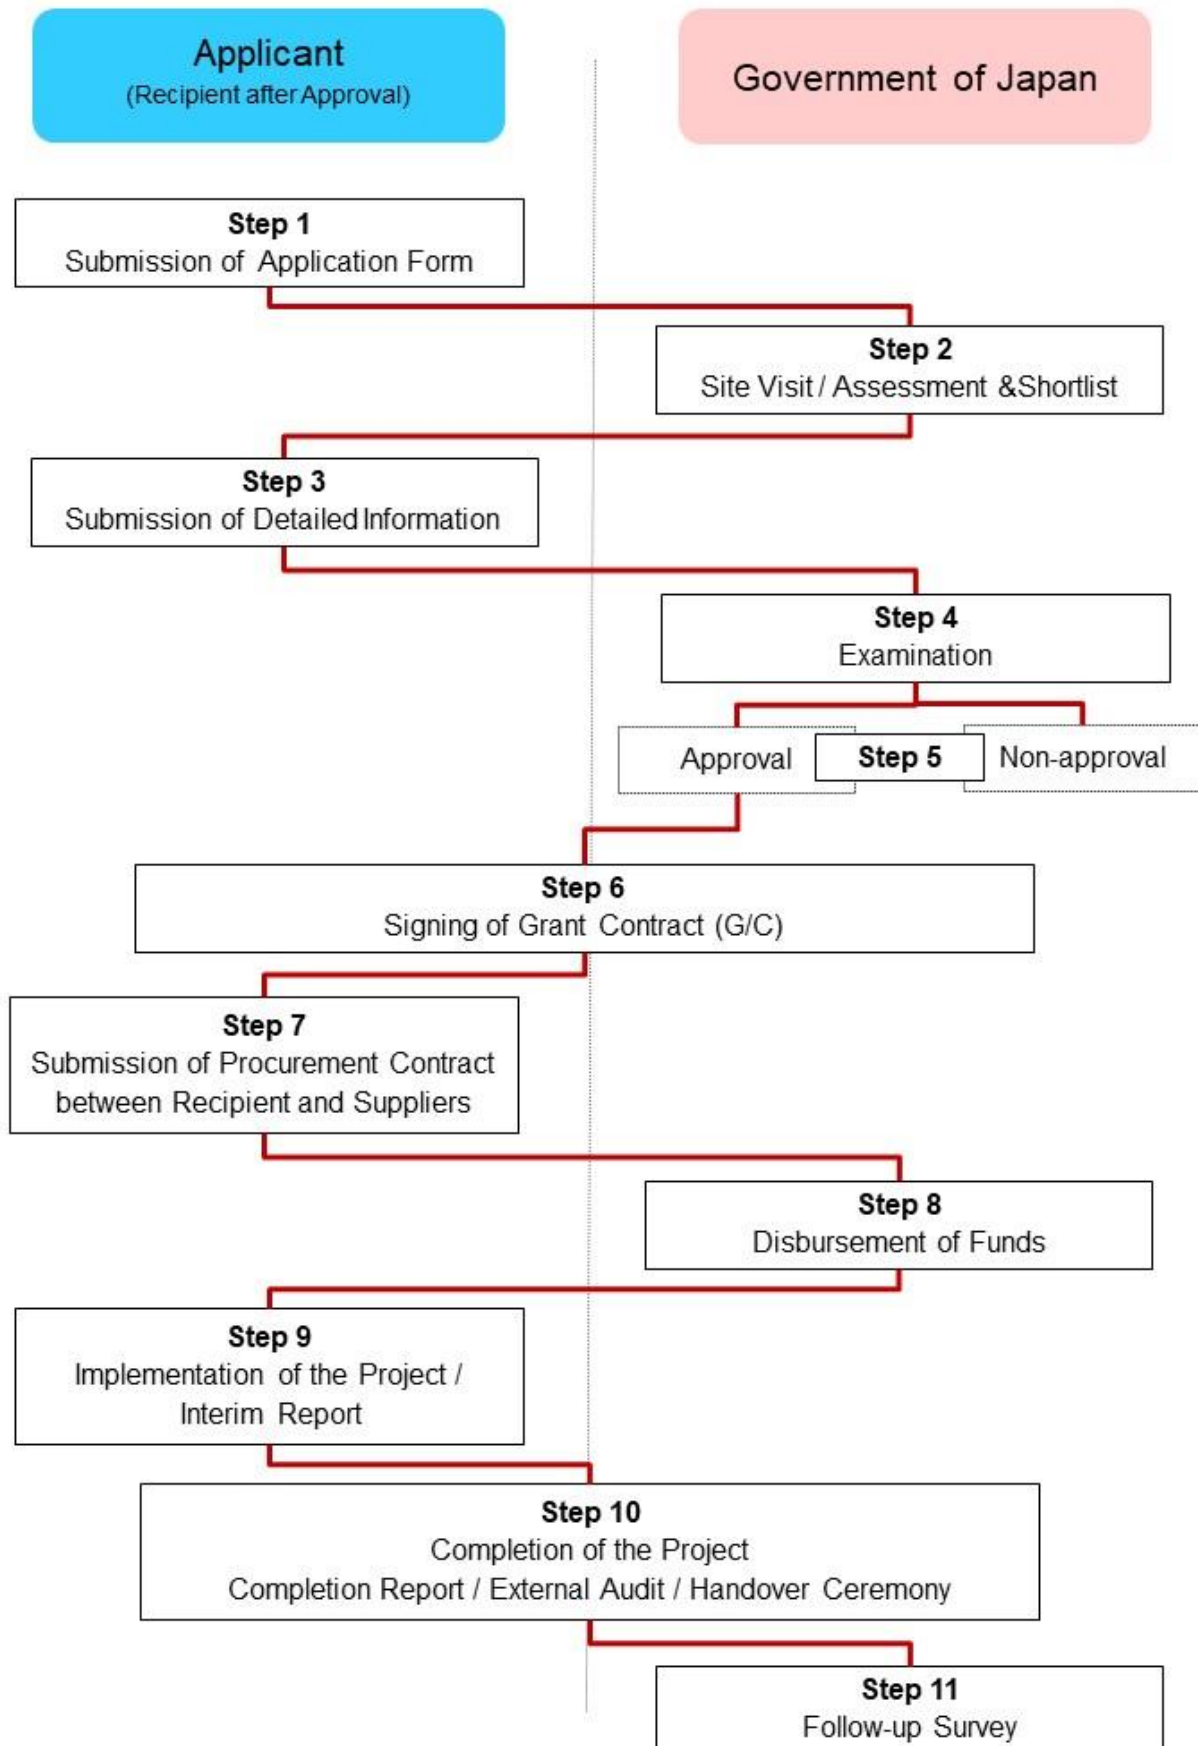 Applicant
(Recipient after Approval)
Government of Japan
Step 1
Submission of Application Form
Step 2
Site Visit / Assessment &Shortlist
Step 3
Submission of Detailed Information
Step 4
Examination
Approval
Step 5
Non-approval
Step 6
Signing of Grant Contract (G/C)
Step 7
Submission of Procurement Contract
between Recipient and Suppliers
Step 8
Disbursement of Funds
Step 9
Implementation of the Project /
Interim Report
Step 10
Completion of the Project
Completion Report / External Audit / Handover Ceremony
Step 11
Follow-up Survey